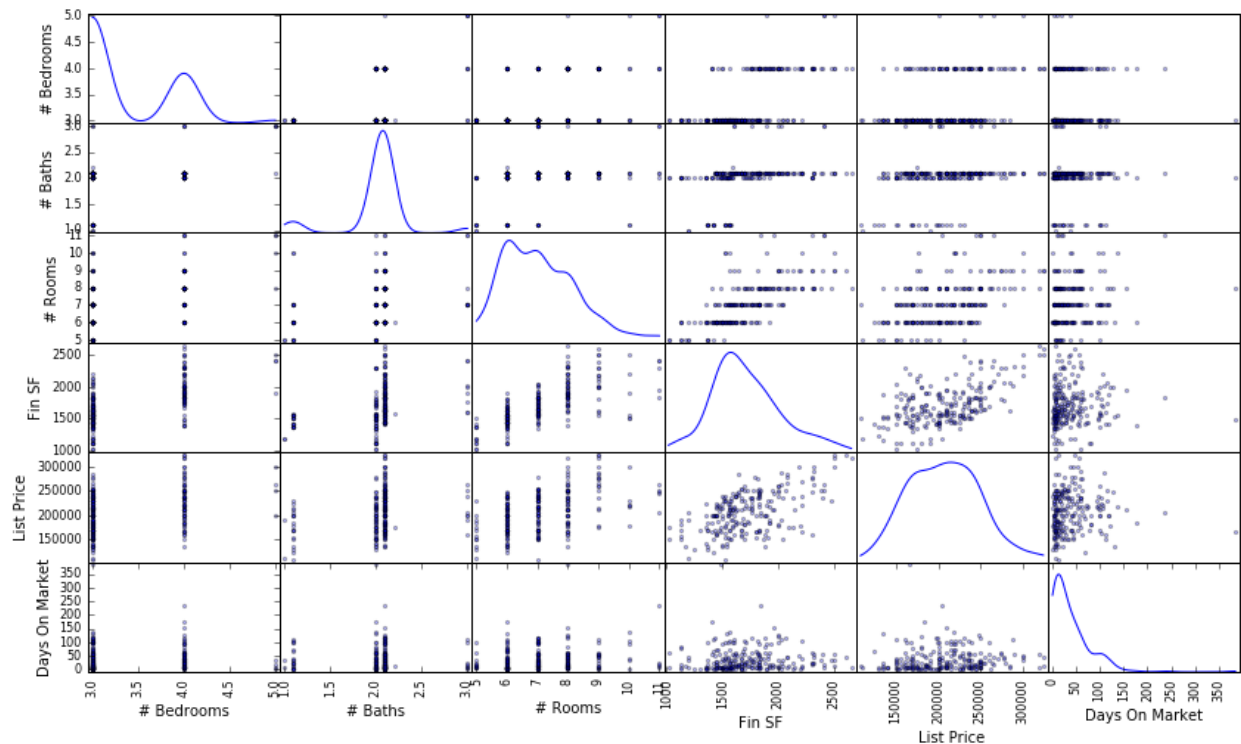 # Bedrooms
5.0
4.5
4.0
3.5
3.0
# Baths
3.0
2.5
2.0
1.5
1.0
# Rooms
11
10
9
8
7
6
5
Fin SF
2500
2000
1500
1000
List Price
300000
250000
200000
150000
Days On Market
350
300
250
200
150
100
50
0
3.0 3.5 4.0 4.5 5.0
1.0 1.5 2.0 2.5 3.0
5 6 7 8 9 10 11
1000 1500 2000 2500
150000 200000 250000 300000
0 50 100 150 200 250 300 350
# Bedrooms
# Baths
# Rooms
Fin SF
List Price
Days On Market